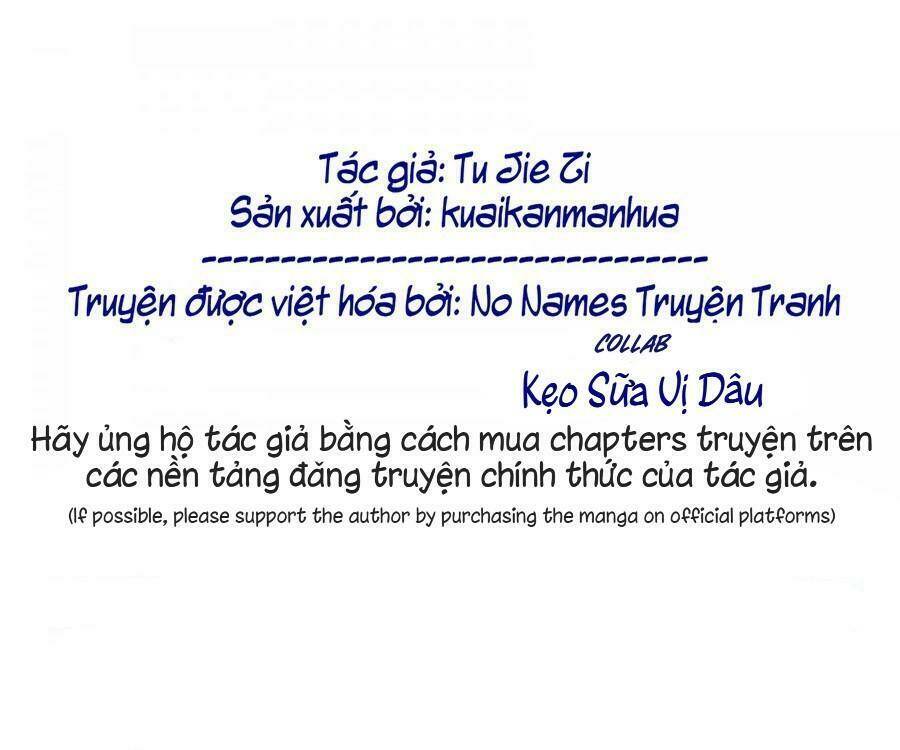 Tác giả: Tu Jie Zi
Sản xuất bởi: kuaikanmanhua
--------------------------------
Truyện được việt hóa bởi: No Names Truyện Tranh
COLLAB
Kẹo Sữa Vị Dâu
Hãy ủng hộ tác giả bằng cách mua chapters truyện trên
các nền tảng đăng truyện chính thức của tác giả.
(If possible, please support the author by purchasing the manga on official platforms)